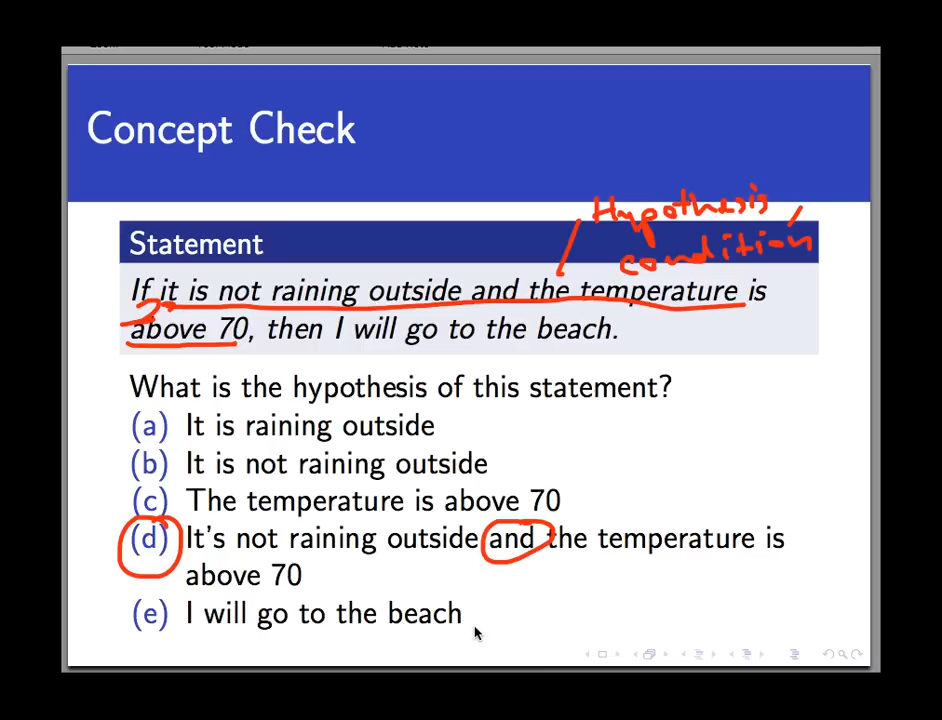 Concept Check
Hypothesis
condition
Statement
If it is not raining outside and the temperature is
above 70, then I will go to the beach.
What is the hypothesis of this statement?
(a) It is raining outside
(b) It is not raining outside
(c) The temperature is above 70
(d) It's not raining outside and the temperature is
above 70
(e) I will go to the beach